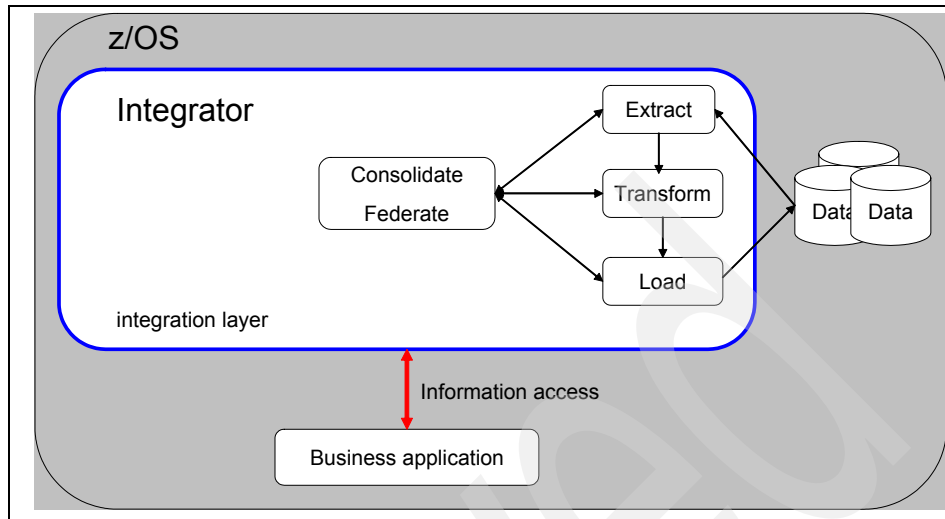 z/OS
Integrator
Extract
Consolidate
Federate
Transform
Data
Data
Load
integration layer
Information access
Business application